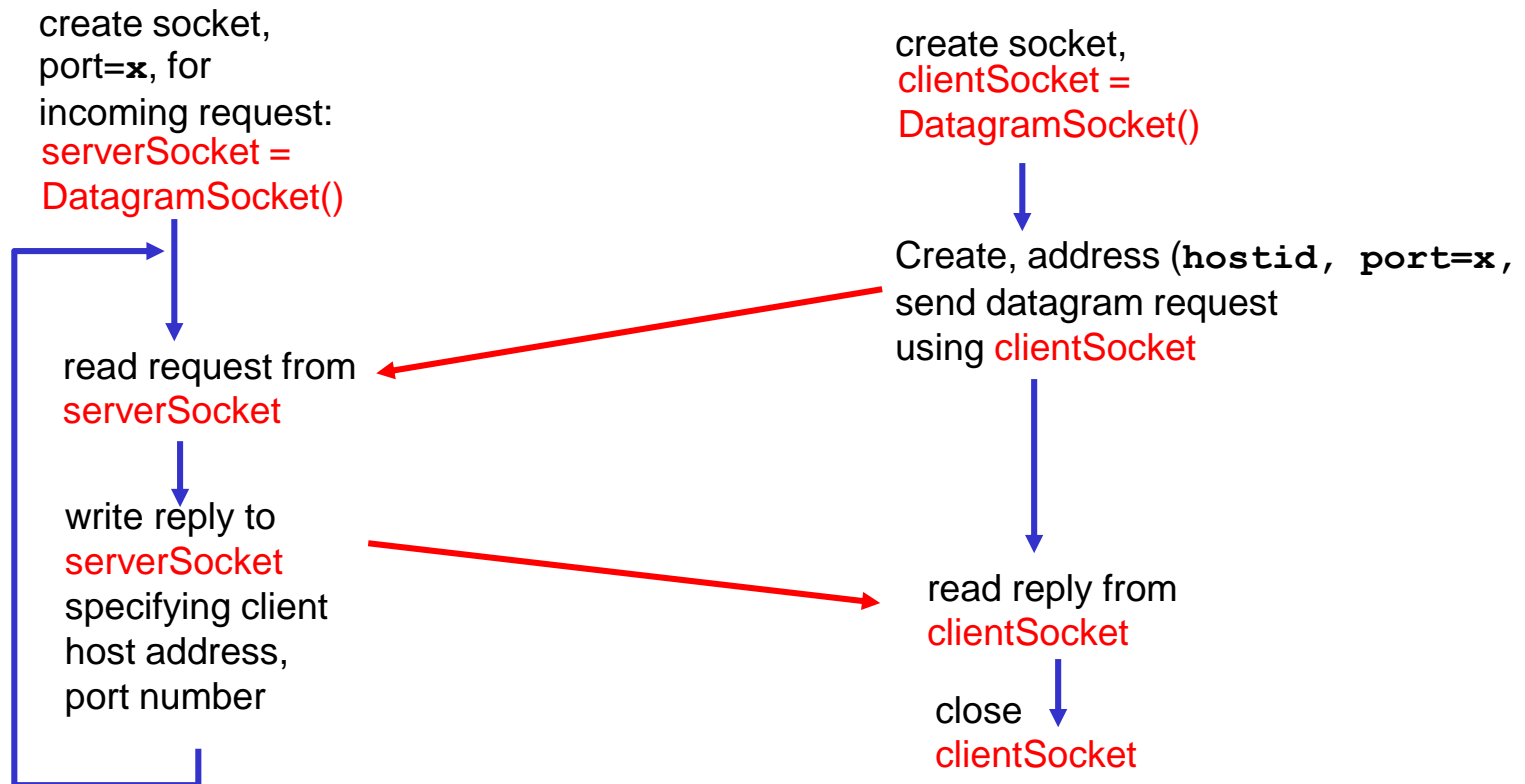 create socket,
port=x, for
incoming request:
serverSocket =
DatagramSocket()
read request from
serverSocket
write reply to
serverSocket
specifying client
host address,
port number
create socket,
clientSocket =
DatagramSocket()
Create, address (hostid, port=x,
send datagram request
using clientSocket
read reply from
clientSocket
close
clientSocket